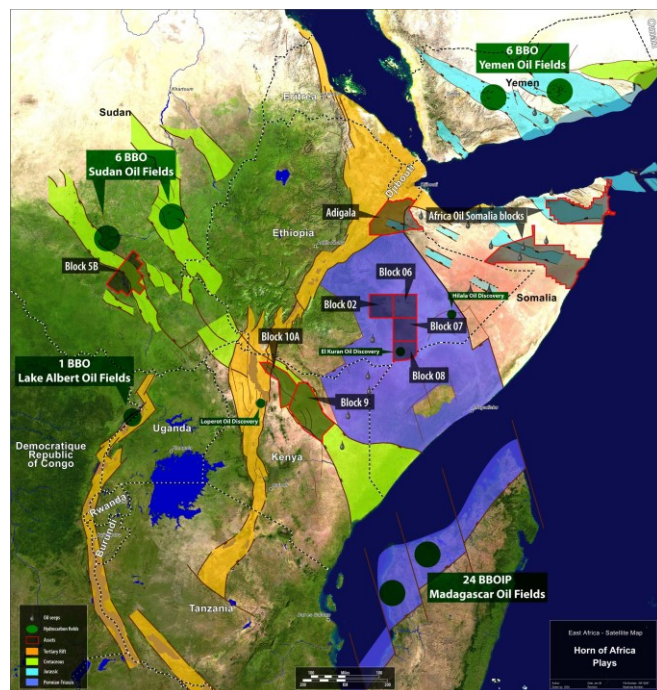 6 BBO
Yemen Oil Fields
Yemen
Oman
Khartoum
Eritrea
Sudan
6 BBO
Sudan Oil Fields
Djibouti
Adigala
Africa Oil Somalia blocks
Ethiopia
Block 5B
Block 06
Block 02
Hilala Oil Discovery
Somalia
Block 07
Block 10A
El Kuran Oil Discovery
Block 08
1 BBO
Lake Albert Oil Fields
Block 9
Loperot Oil Discovery
Uganda
Democratique
Republic
of Congo
Kenya
Rwanda
Burundi
24 BBOIP
Madagascar Oil Fields
Tanzania
Oil seeps
Hydrocarbon fields
Assets
Tertiary Rift
Cretaceous
Jurassic
Permian Triassic
East Africa - Satellite Map
Horn of Africa
Plays